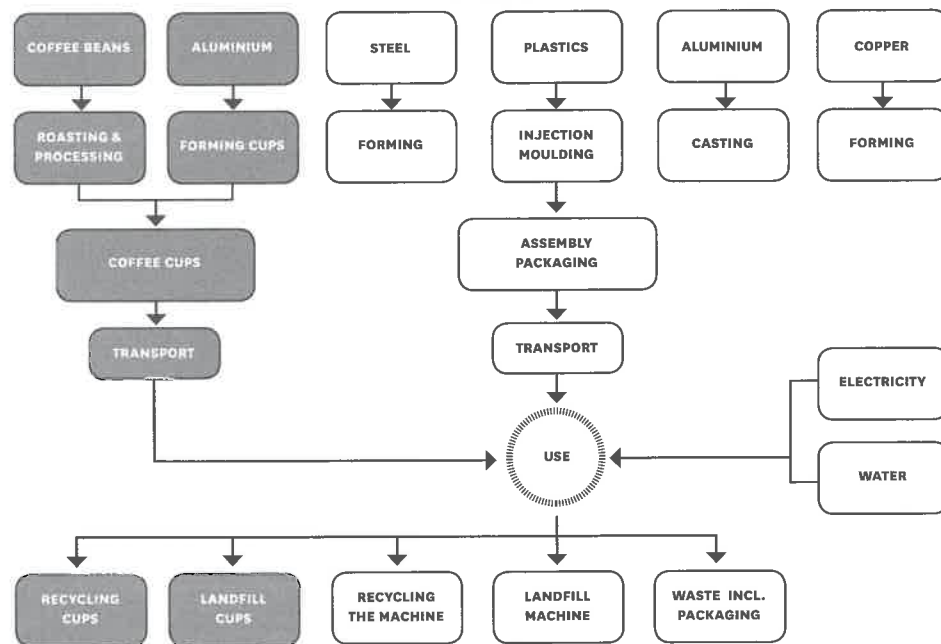 COFFEE BEANS
ALUMINIUM
STEEL
PLASTICS
ALUMINIUM
COPPER
ROASTING &
PROCESSING
FORMING CUPS
FORMING
INJECTION
MOULDING
CASTING
FORMING
COFFEE CUPS
ASSEMBLY
PACKAGING
TRANSPORT
TRANSPORT
ELECTRICITY
USE
WATER
RECYCLING
CUPS
LANDFILL
CUPS
RECYCLING
THE MACHINE
LANDFILL
MACHINE
WASTE INCL.
PACKAGING